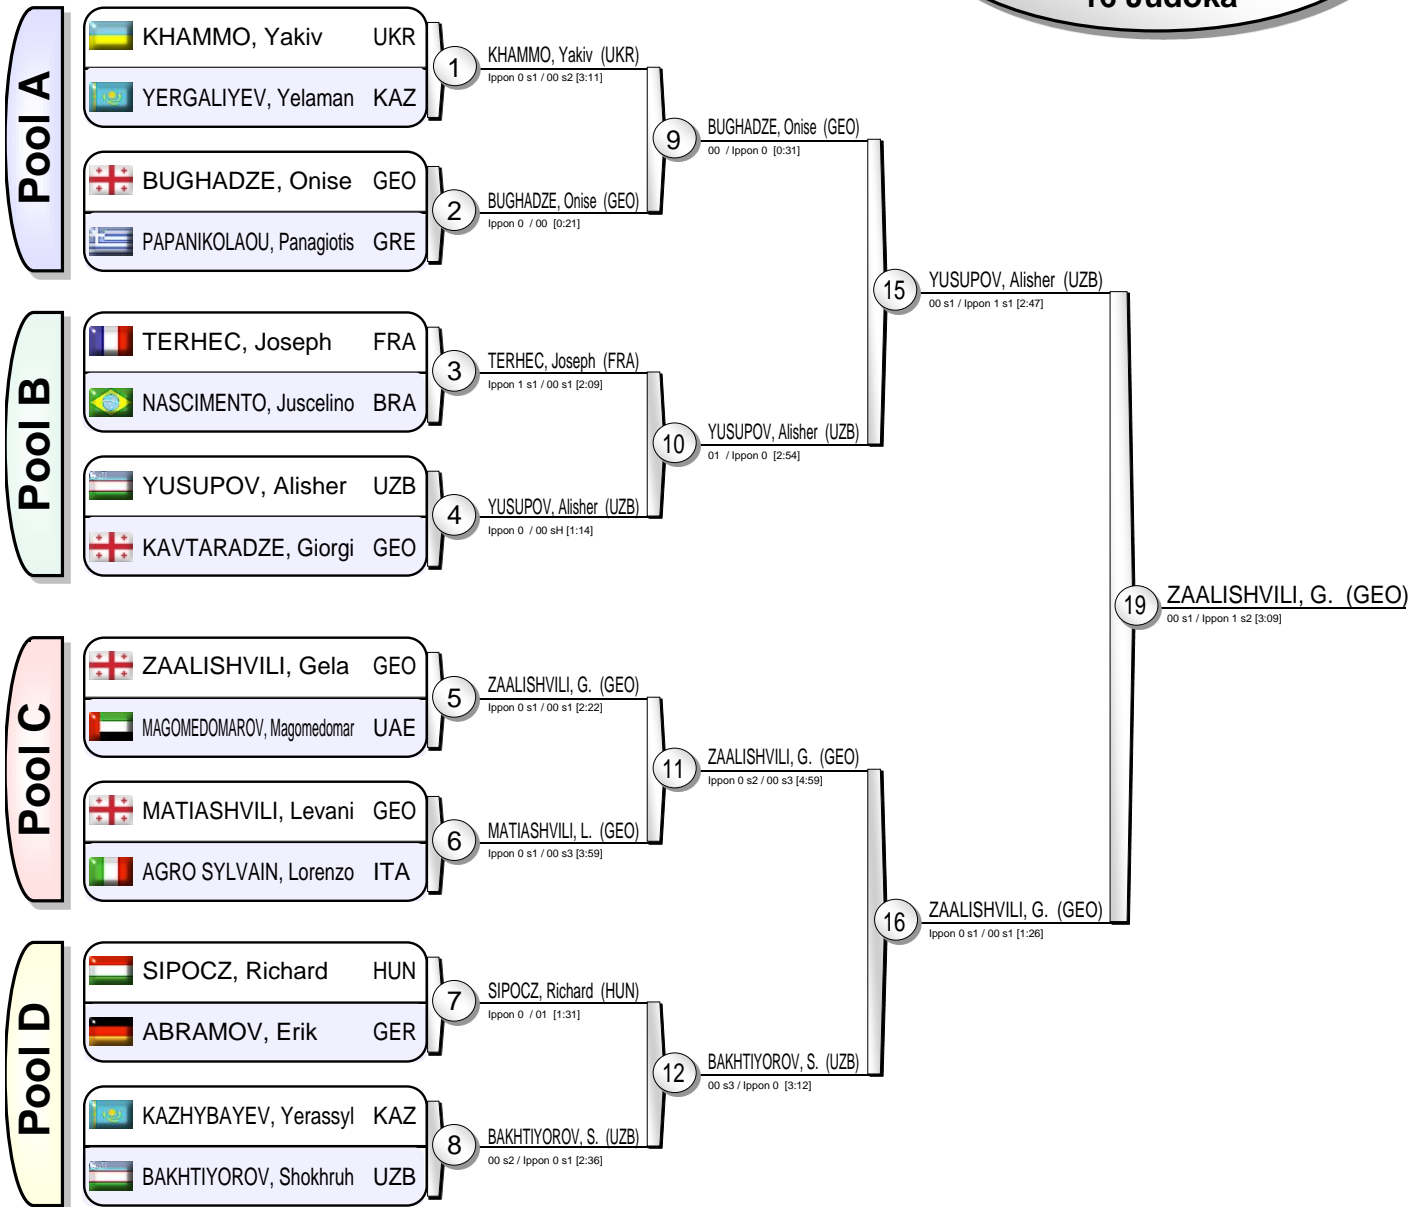 16 Judoka
Pool A
KHAMMO, Yakiv UKR
YERGALIYEV, Yelaman KAZ
BUGHADZE, Onise GEO
PAPANIKOLAOU, Panagiotis GRE
1
KHAMMO, Yakiv (UKR)
Ippon 0 s1 / 00 s2 [3:11]
2
BUGHADZE, Onise (GEO)
Ippon 0 / 00 [0:21]
9
BUGHADZE, Onise (GEO)
00 / Ippon 0 [0:31]
Pool B
TERHEC, Joseph FRA
NASCIMENTO, Juscelino BRA
YUSUPOV, Alisher UZB
KAVTARADZE, Giorgi GEO
3
TERHEC, Joseph (FRA)
Ippon 1 s1 / 00 s1 [2:09]
4
YUSUPOV, Alisher (UZB)
Ippon 0 / 00 sH [1:14]
10
YUSUPOV, Alisher (UZB)
01 / Ippon 0 [2:54]
15
YUSUPOV, Alisher (UZB)
00 s1 / Ippon 1 s1 [2:47]
Pool C
ZAALISHVILI, Gela GEO
MAGOMEDOMAROV, Magomedomar UAE
MATIASHVILI, Levani GEO
AGRO SYLVAIN, Lorenzo ITA
5
ZAALISHVILI, G. (GEO)
Ippon 0 s1 / 00 s1 [2:22]
6
MATIASHVILI, L. (GEO)
Ippon 0 s1 / 00 s3 [3:59]
11
ZAALISHVILI, G. (GEO)
Ippon 0 s2 / 00 s3 [4:59]
Pool D
SIPOCZ, Richard HUN
ABRAMOV, Erik GER
KAZHYBAYEV, Yerassyl KAZ
BAKHTIYOROV, Shokhruh UZB
7
SIPOCZ, Richard (HUN)
Ippon 0 / 01 [1:31]
8
BAKHTIYOROV, S. (UZB)
00 s2 / Ippon 0 s1 [2:36]
12
BAKHTIYOROV, S. (UZB)
00 s3 / Ippon 0 [3:12]
16
ZAALISHVILI, G. (GEO)
Ippon 0 s1 / 00 s1 [1:26]
19
ZAALISHVILI, G. (GEO)
00 s1 / Ippon 1 s2 [3:09]